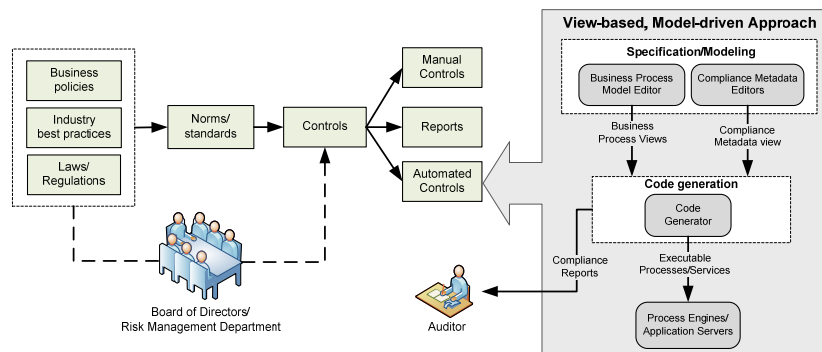 View-based, Model-driven Approach
Business
policies
Industry
best practices
Laws/
Regulations
Norms/
standards
Controls
Manual
Controls
Reports
Automated
Controls
Board of Directors/
Risk Management Department
Auditor
Specification/Modeling
Business Process
Model Editor
Compliance Metadata
Editors
Business
Process Views
Compliance
Metadata view
Code generation
Code
Generator
Compliance
Reports
Executable
Processes/Services
Process Engines/
Application Servers